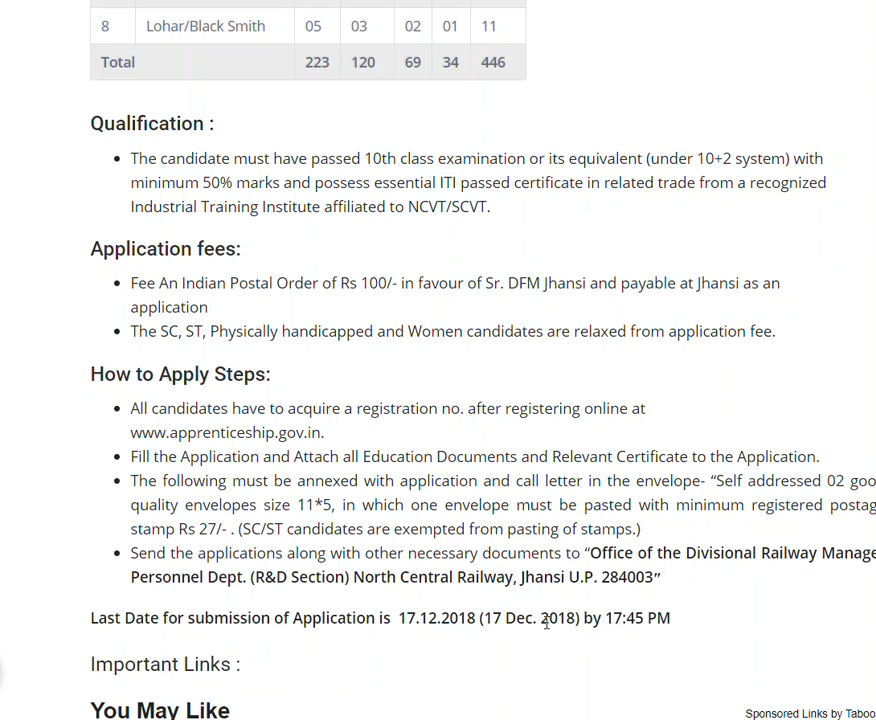 8 Lohar/Black Smith 05 03 02 01 11
Total 223 120 69 34 446
Qualification :
• The candidate must have passed 10th class examination or its equivalent (under 10+2 system) with
minimum 50% marks and possess essential ITI passed certificate in related trade from a recognized
Industrial Training Institute affiliated to NCVT/SCVT.
Application fees:
• Fee An Indian Postal Order of Rs 100/- in favour of Sr. DFM Jhansi and payable at Jhansi as an
application
• The SC, ST, Physically handicapped and Women candidates are relaxed from application fee.
How to Apply Steps:
• All candidates have to acquire a registration no. after registering online at
www.apprenticeship.gov.in.
• Fill the Application and Attach all Education Documents and Relevant Certificate to the Application.
• The following must be annexed with application and call letter in the envelope- “Self addressed 02 goo
quality envelopes size 11*5, in which one envelope must be pasted with minimum registered postag
stamp Rs 27/- . (SC/ST candidates are exempted from pasting of stamps.)
• Send the applications along with other necessary documents to “Office of the Divisional Railway Manage
Personnel Dept. (R&D Section) North Central Railway, Jhansi U.P. 284003”
Last Date for submission of Application is 17.12.2018 (17 Dec. 2018) by 17:45 PM
Important Links :
You May Like
Sponsored Links by Taboo